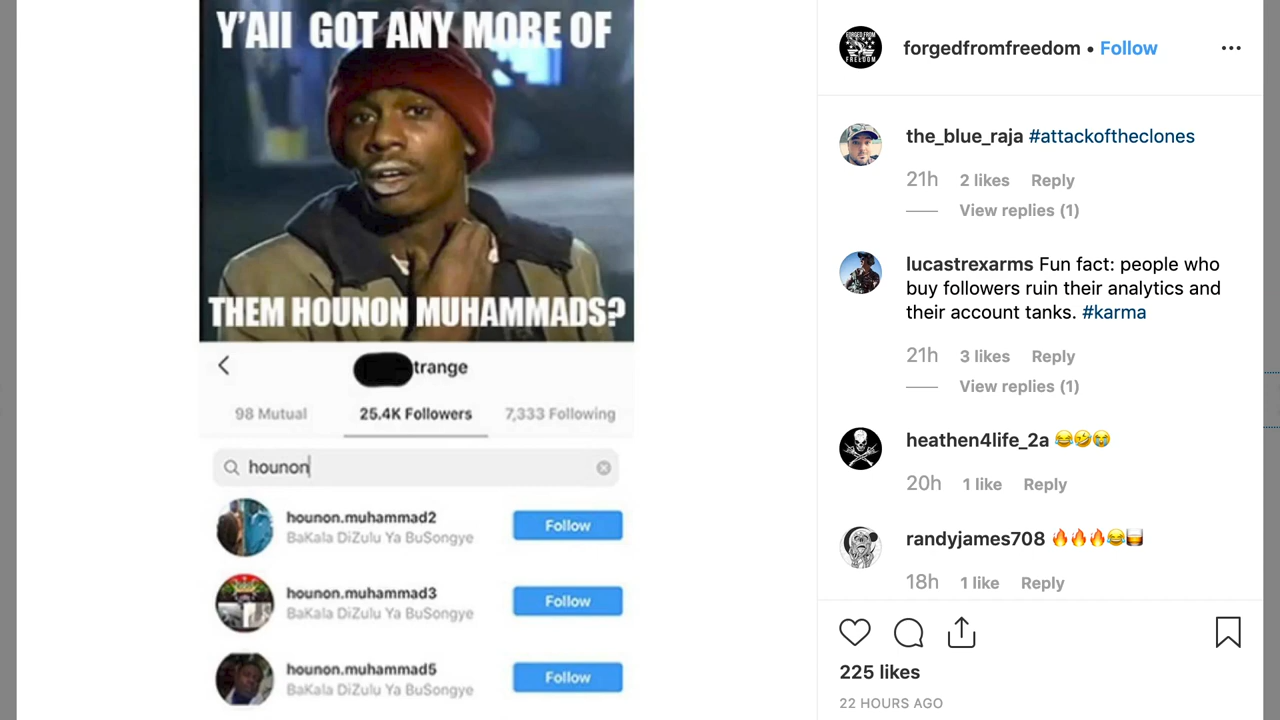 Y'All GOT ANY MORE OF
THEM HOUNON MUHAMMADS?
trange
98 Mutual
25.4K Followers
7,333 Following
hounon
hounon.muhammad2
BaKala DiZulu Ya BuSongye
Follow
hounon.muhammad3
BaKala DiZulu Ya BuSongye
Follow
hounon.muhammad5
BaKala DiZulu Ya BuSongye
Follow
FORGED FROM
FREEDOM
forgedfromfreedom • Follow
the_blue_raja #attackoftheclones
21h 2 likes Reply
View replies (1)
lucastrexarms Fun fact: people who
buy followers ruin their analytics and
their account tanks. #karma
21h 3 likes Reply
View replies (1)
heathen4life_2a 😂🤣😭
20h 1 like Reply
randyjames708 🔥🔥🔥😂🥃
18h 1 like Reply
225 likes
22 HOURS AGO